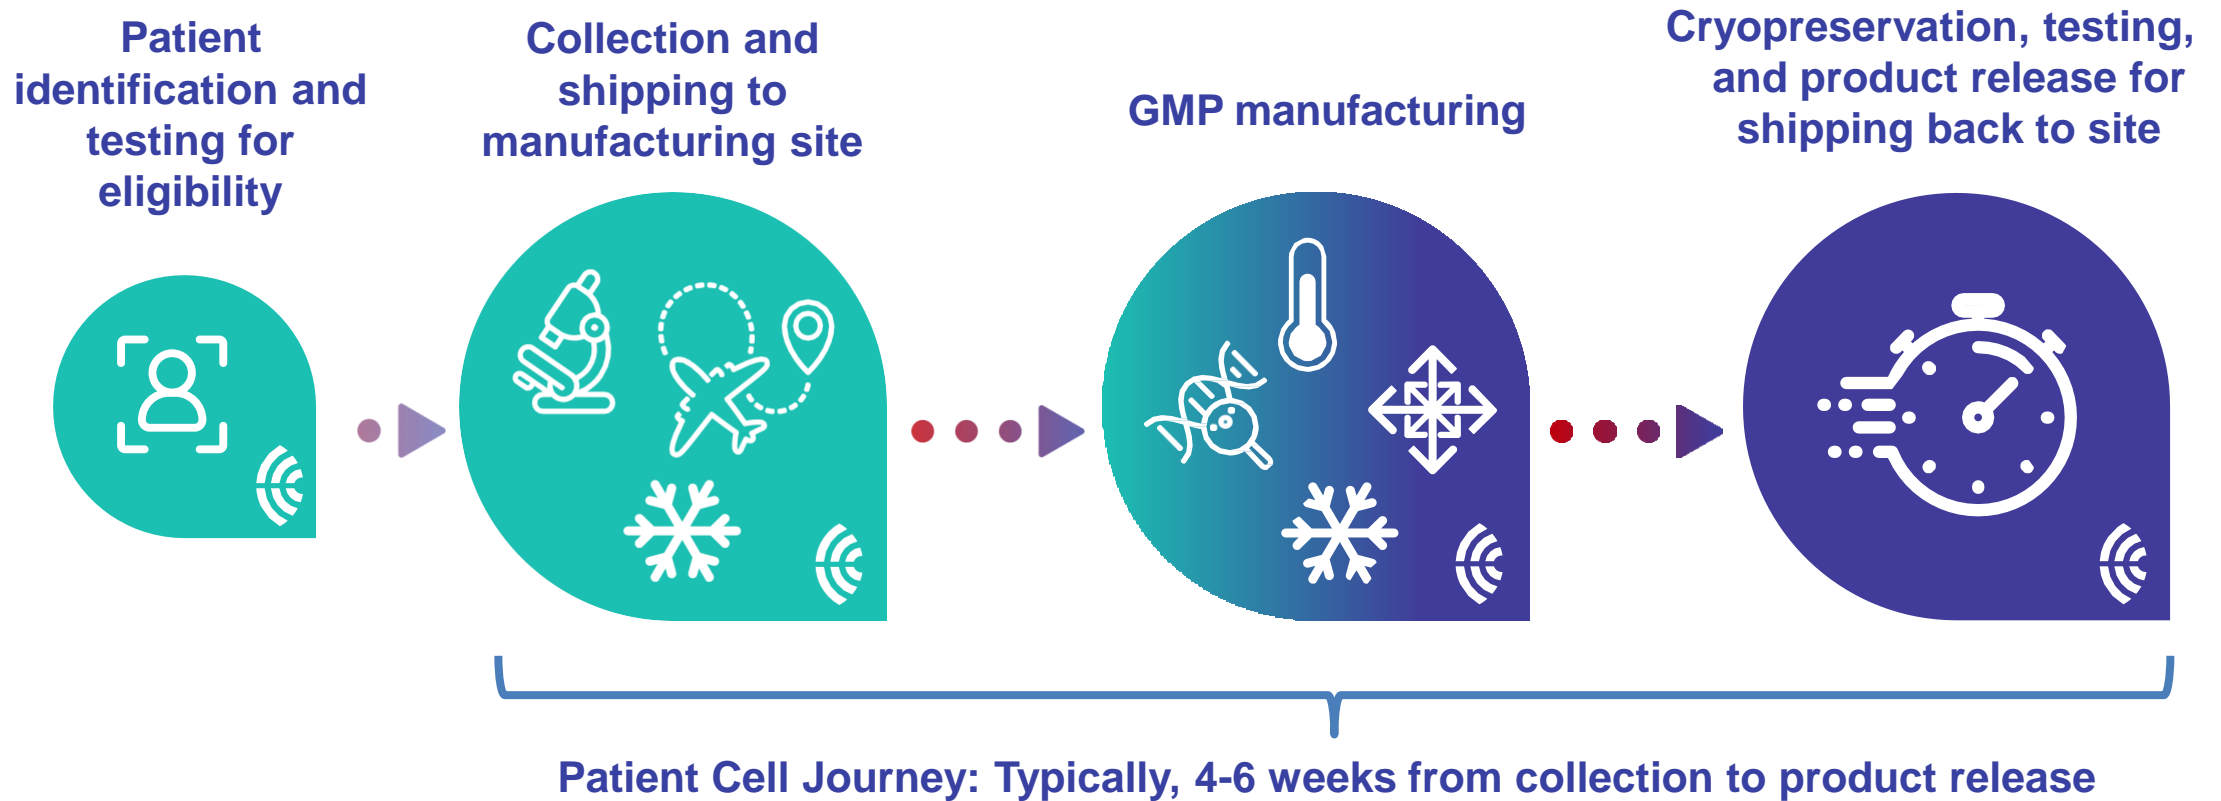 Patient
identification and
testing for
eligibility
Collection and
shipping to
manufacturing site
GMP manufacturing
Cryopreservation, testing,
and product release for
shipping back to site
Patient Cell Journey: Typically, 4-6 weeks from collection to product release